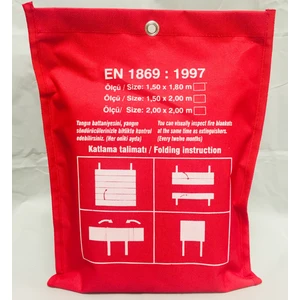 EN 1869 : 1997
Ölçü/ Size: 1,50 x 1,80 m
Ölçü/ Size: 1,50 x 2,00 m
Ölçü/ Size: 2,00 x 2,00 m
Yangın battaniyesini, yangın
söndürücülerinizle birlikte kontrol
edebilirsiniz. (Her oniki ayda)
You can visually inspect fire blankets
at the same time as extinguishers.
(Every twelve months)
Katlama talimatı / Folding instruction